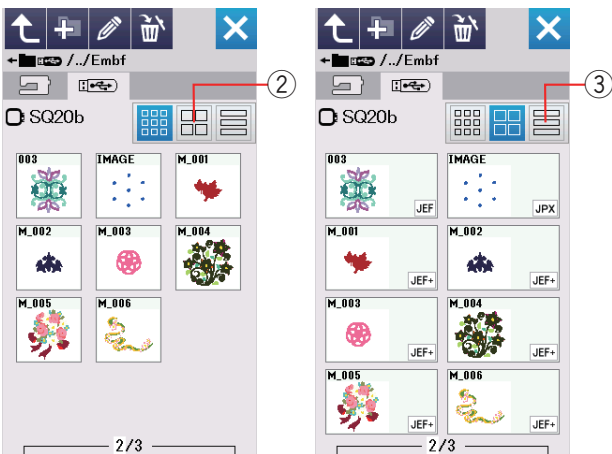 ←/../Embf
SQ20b
②
003 IMAGE M_001
M_002 M_003 M_004
M_005 M_006
2/3
←/../Embf
SQ20b
③
003 IMAGE
JEF JPX
M_001 M_002
JEF+ JEF+
M_003 M_004
JEF+ JEF+
M_005 M_006
JEF+ JEF+
2/3